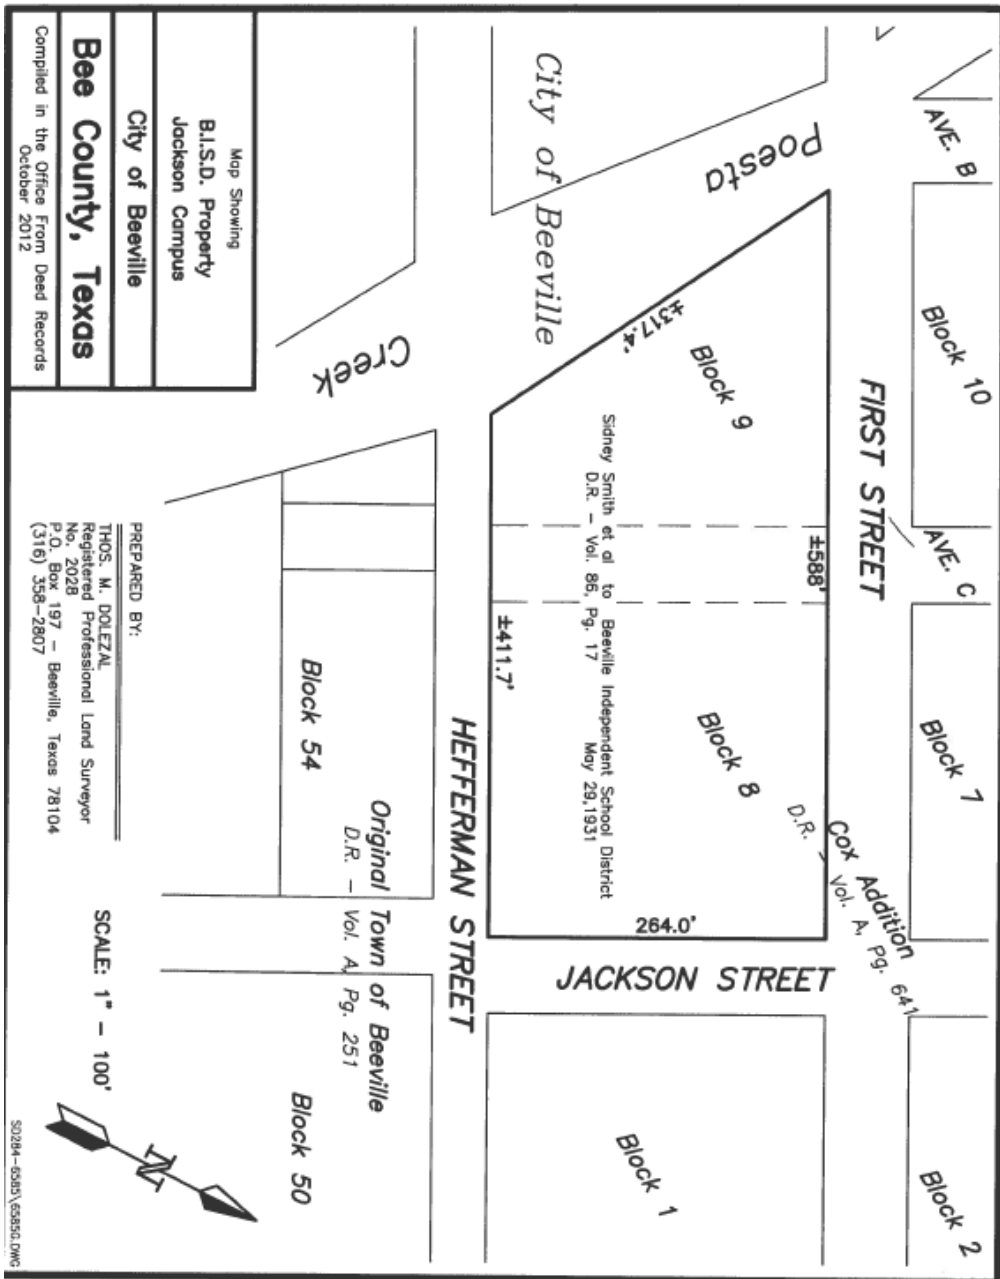 Map Showing
B.I.S.D. Property
Jackson Campus
City of Beeville
Bee County, Texas
Compiled in the Office From Deed Records
October 2012
City of Beeville
Poesta
Creek
AVE. B
Block 10
FIRST STREET
AVE. C
Block 7
Block 9
±317.4'
±588'
Sidney Smith et al to Beeville Independent School District
D.R. - Vol. 86, Pg. 17 May 29,1931
±411.7'
Block 8
Cox Addition
D.R. - Vol. A, Pg. 641
264.0'
JACKSON STREET
HEFFERMAN STREET
Block 54
Original Town of Beeville
D.R. - Vol. A, Pg. 251
Block 50
Block 1
Block 2
PREPARED BY:
THOS. M. DOLEZAL
Registered Professional Land Surveyor
No. 2028
P.O. Box 197 - Beeville, Texas 78104
(316) 358-2807
SCALE: 1" - 100'
N
SD284-6585\6585G.DWG